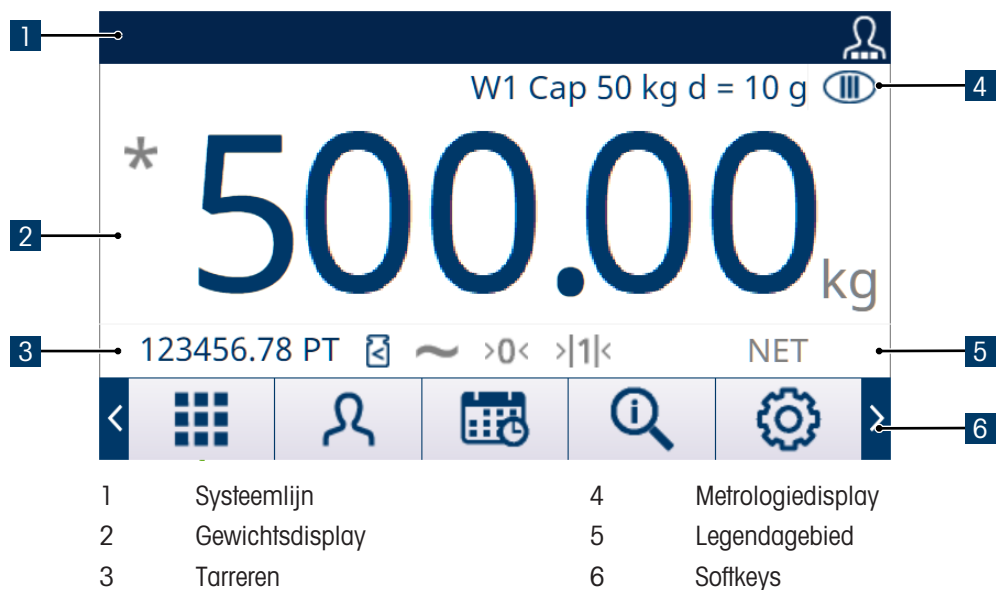 1
W1 Cap 50 kg d = 10 g
4
* 500.00 kg
2
3
123456.78 PT >0< >|1|< NET
5
6
1 Systeemlijn 4 Metrologiedisplay
2 Gewichtsdisplay 5 Legendagebied
3 Tarreren 6 Softkeys